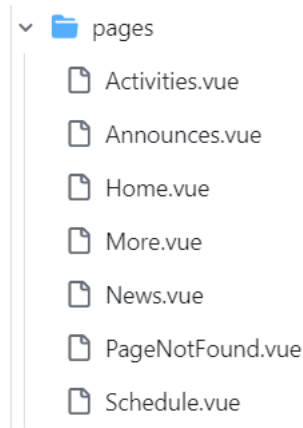 pages
Activities.vue
Announces.vue
Home.vue
More.vue
News.vue
PageNotFound.vue
Schedule.vue